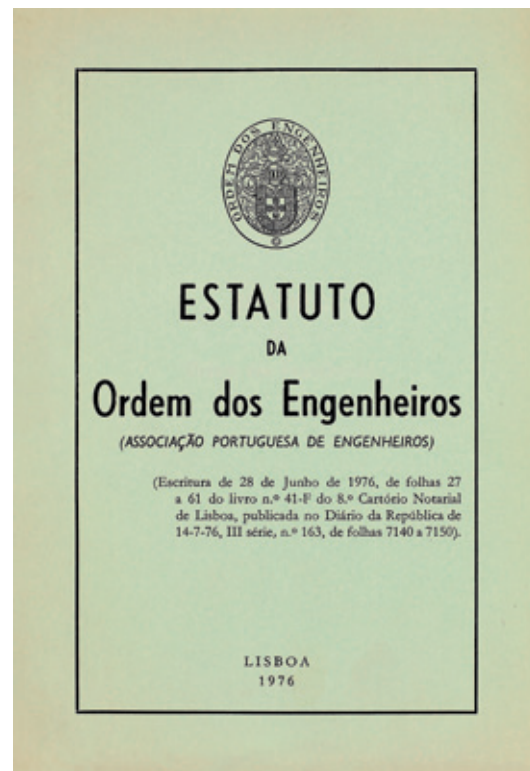 ORDEM DOS ENGENHEIROS
ESTATUTO
DA
Ordem dos Engenheiros
(ASSOCIAÇÃO PORTUGUESA DE ENGENHEIROS)
(Escritura de 28 de Junho de 1976, de folhas 27
a 61 do livro n.º 41-F do 8.º Cartório Notarial
de Lisboa, publicada no Diário da República de
14-7-76, III série, n.º 163, de folhas 7140 a 7150).
LISBOA
1976